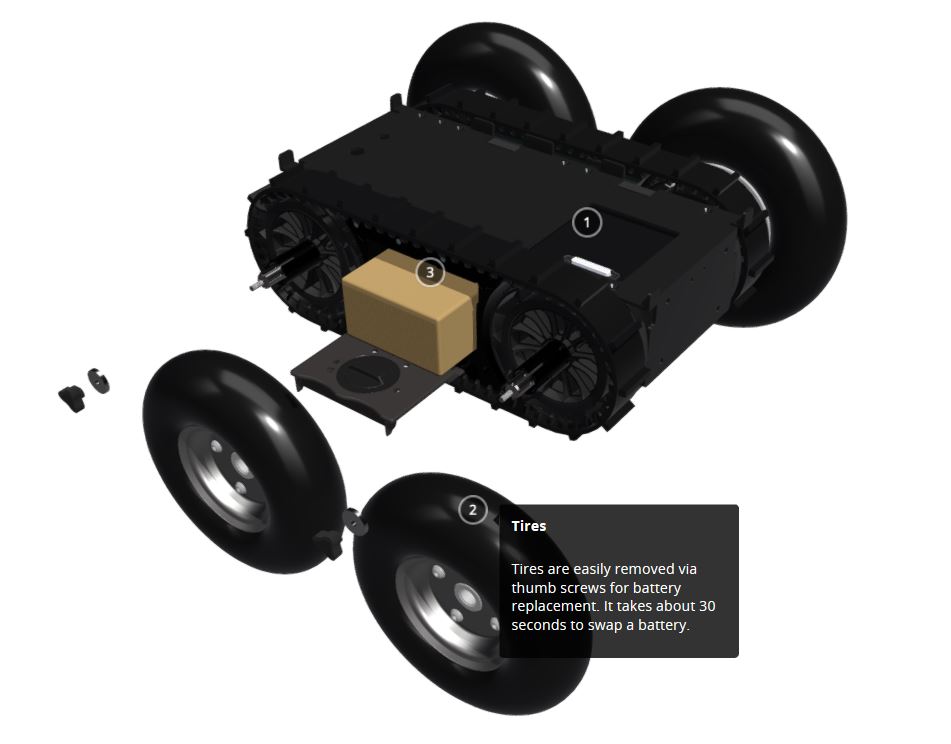 1
3
2
Tires
Tires are easily removed via
thumb screws for battery
replacement. It takes about 30
seconds to swap a battery.